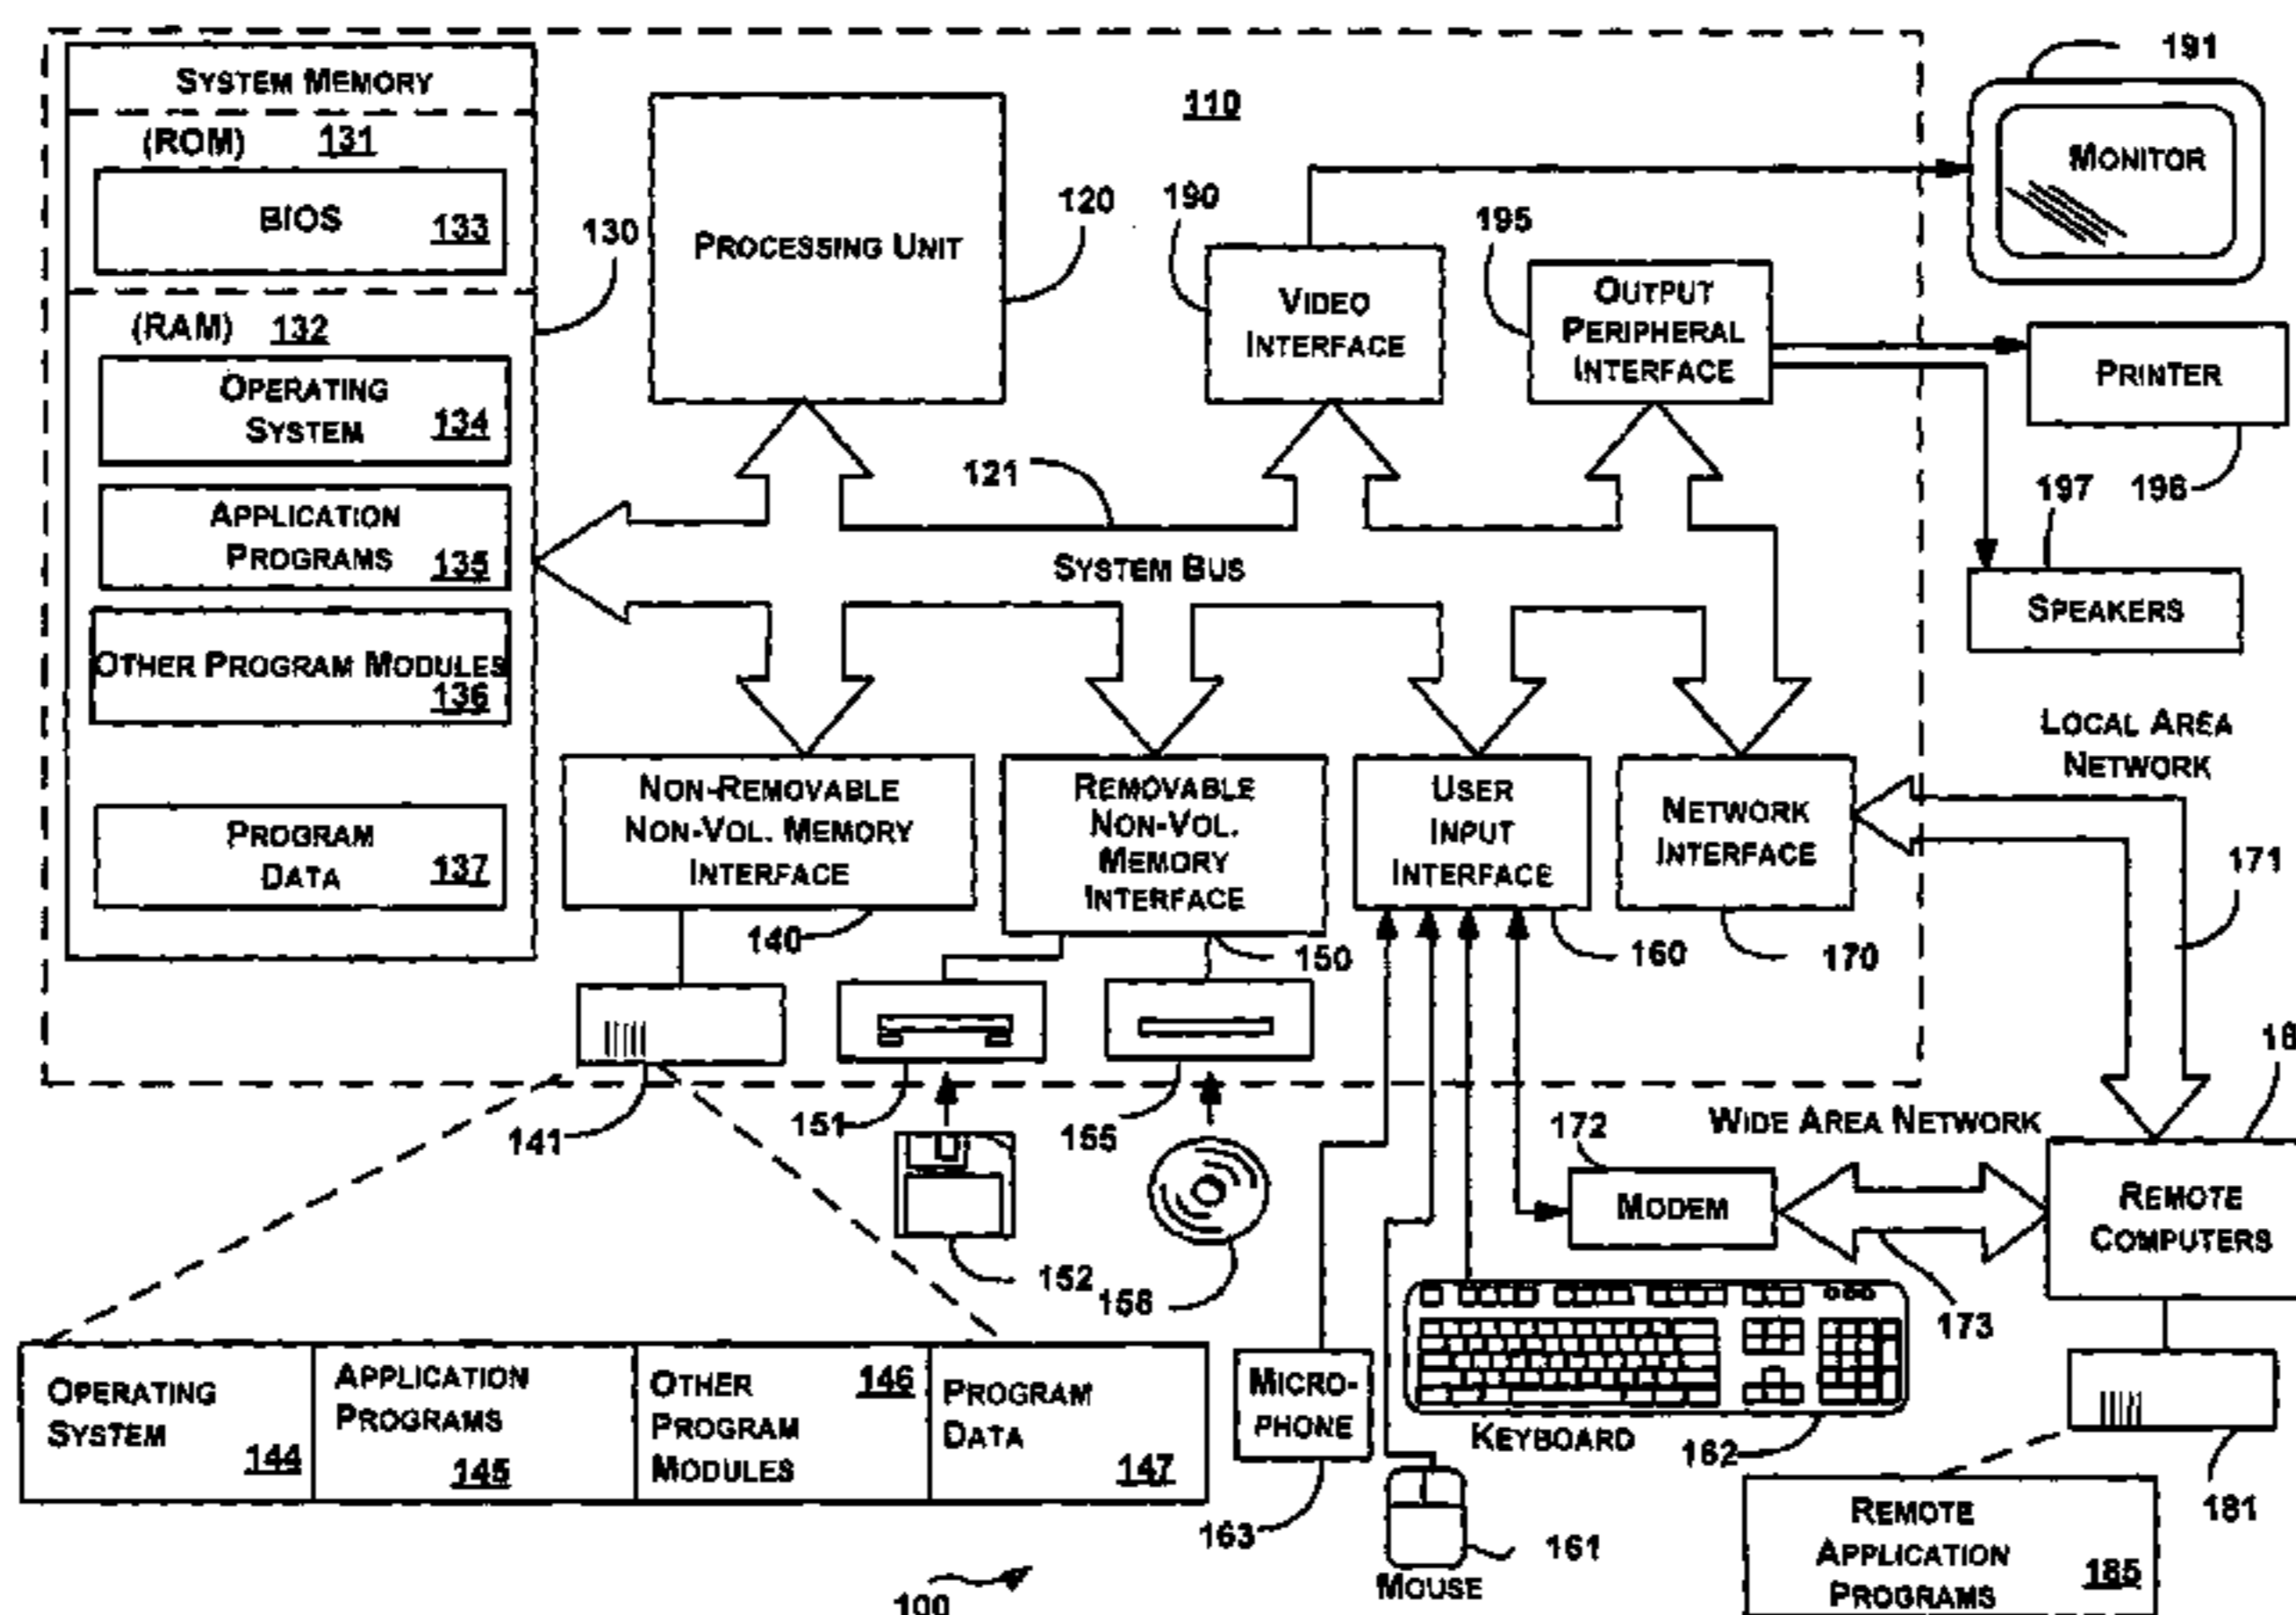 SYSTEM MEMORY
(ROM) 131
BIOS 133
130
(RAM) 132
OPERATING
SYSTEM 134
APPLICATION
PROGRAMS 135
OTHER PROGRAM MODULES
136
PROGRAM
DATA 137
PROCESSING UNIT
120
110
190
VIDEO
INTERFACE
195
OUTPUT
PERIPHERAL
INTERFACE
191
MONITOR
PRINTER
196
197
SPEAKERS
121
SYSTEM BUS
NON-REMOVABLE
NON-VOL. MEMORY
INTERFACE
140
REMOVABLE
NON-VOL.
MEMORY
INTERFACE
150
USER
INPUT
INTERFACE
160
NETWORK
INTERFACE
170
LOCAL AREA
NETWORK
171
141
151
155
152
156
WIDE AREA NETWORK
172
MODEM
173
18
REMOTE
COMPUTERS
OPERATING
SYSTEM 144
APPLICATION
PROGRAMS
145
OTHER 146
PROGRAM
MODULES
PROGRAM
DATA
147
MICRO-
PHONE
163
KEYBOARD
162
161
MOUSE
181
REMOTE
APPLICATION
PROGRAMS 185
100